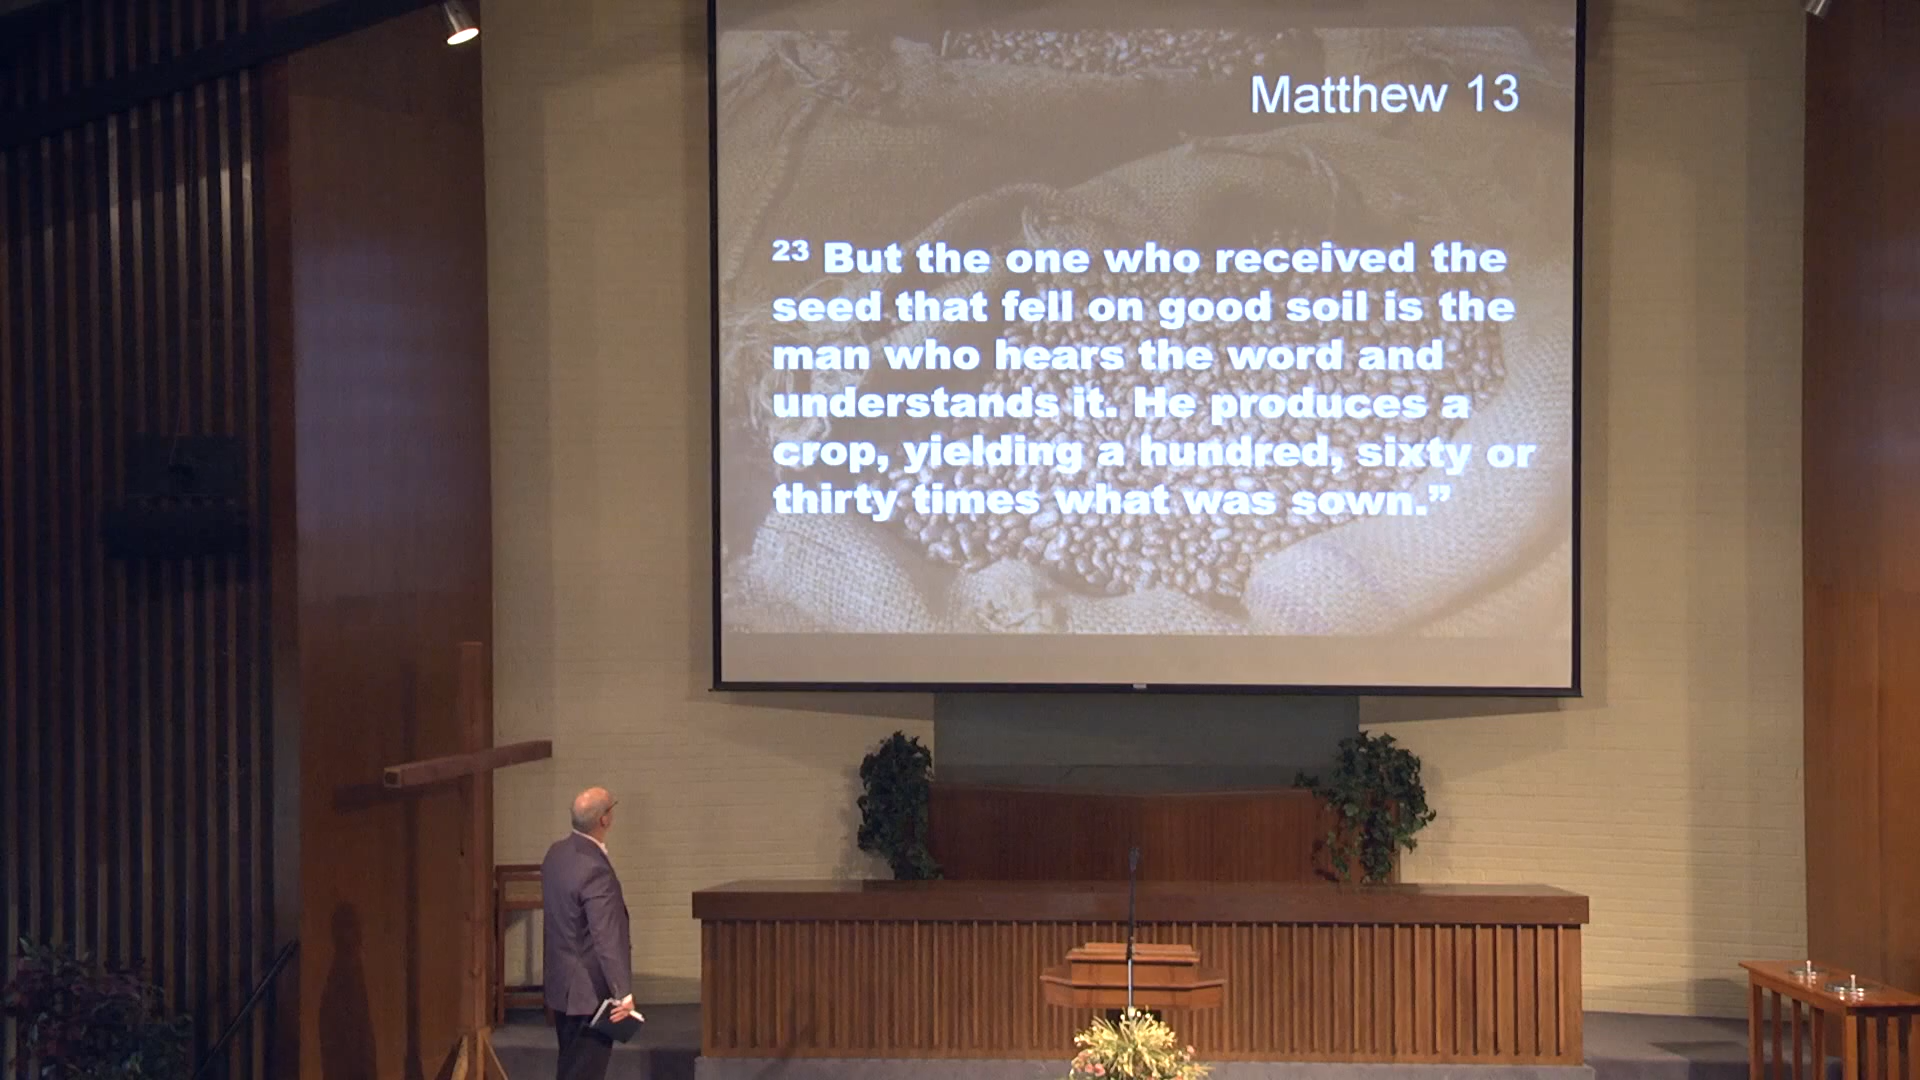 Matthew 13
23 But the one who received the
seed that fell on good soil is the
man who hears the word and
understands it. He produces a
crop, yielding a hundred, sixty or
thirty times what was sown.”